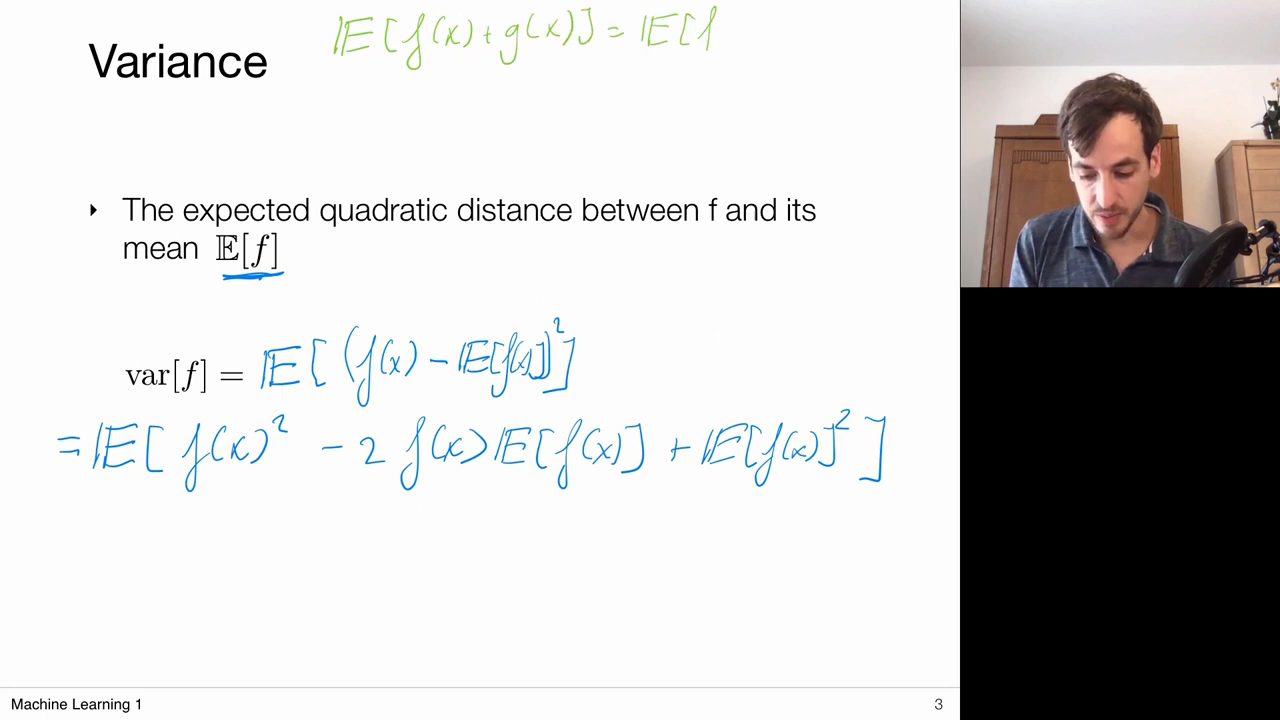 𝔼[f(x)+g(x)] = 𝔼[f
Variance
‣ The expected quadratic distance between f and its
mean 𝔼[f]
var[f] = 𝔼[(f(x) − 𝔼[f(x)])²]
= 𝔼[f(x)² − 2 f(x) 𝔼[f(x)] + 𝔼[f(x)]²]
Machine Learning 1
3